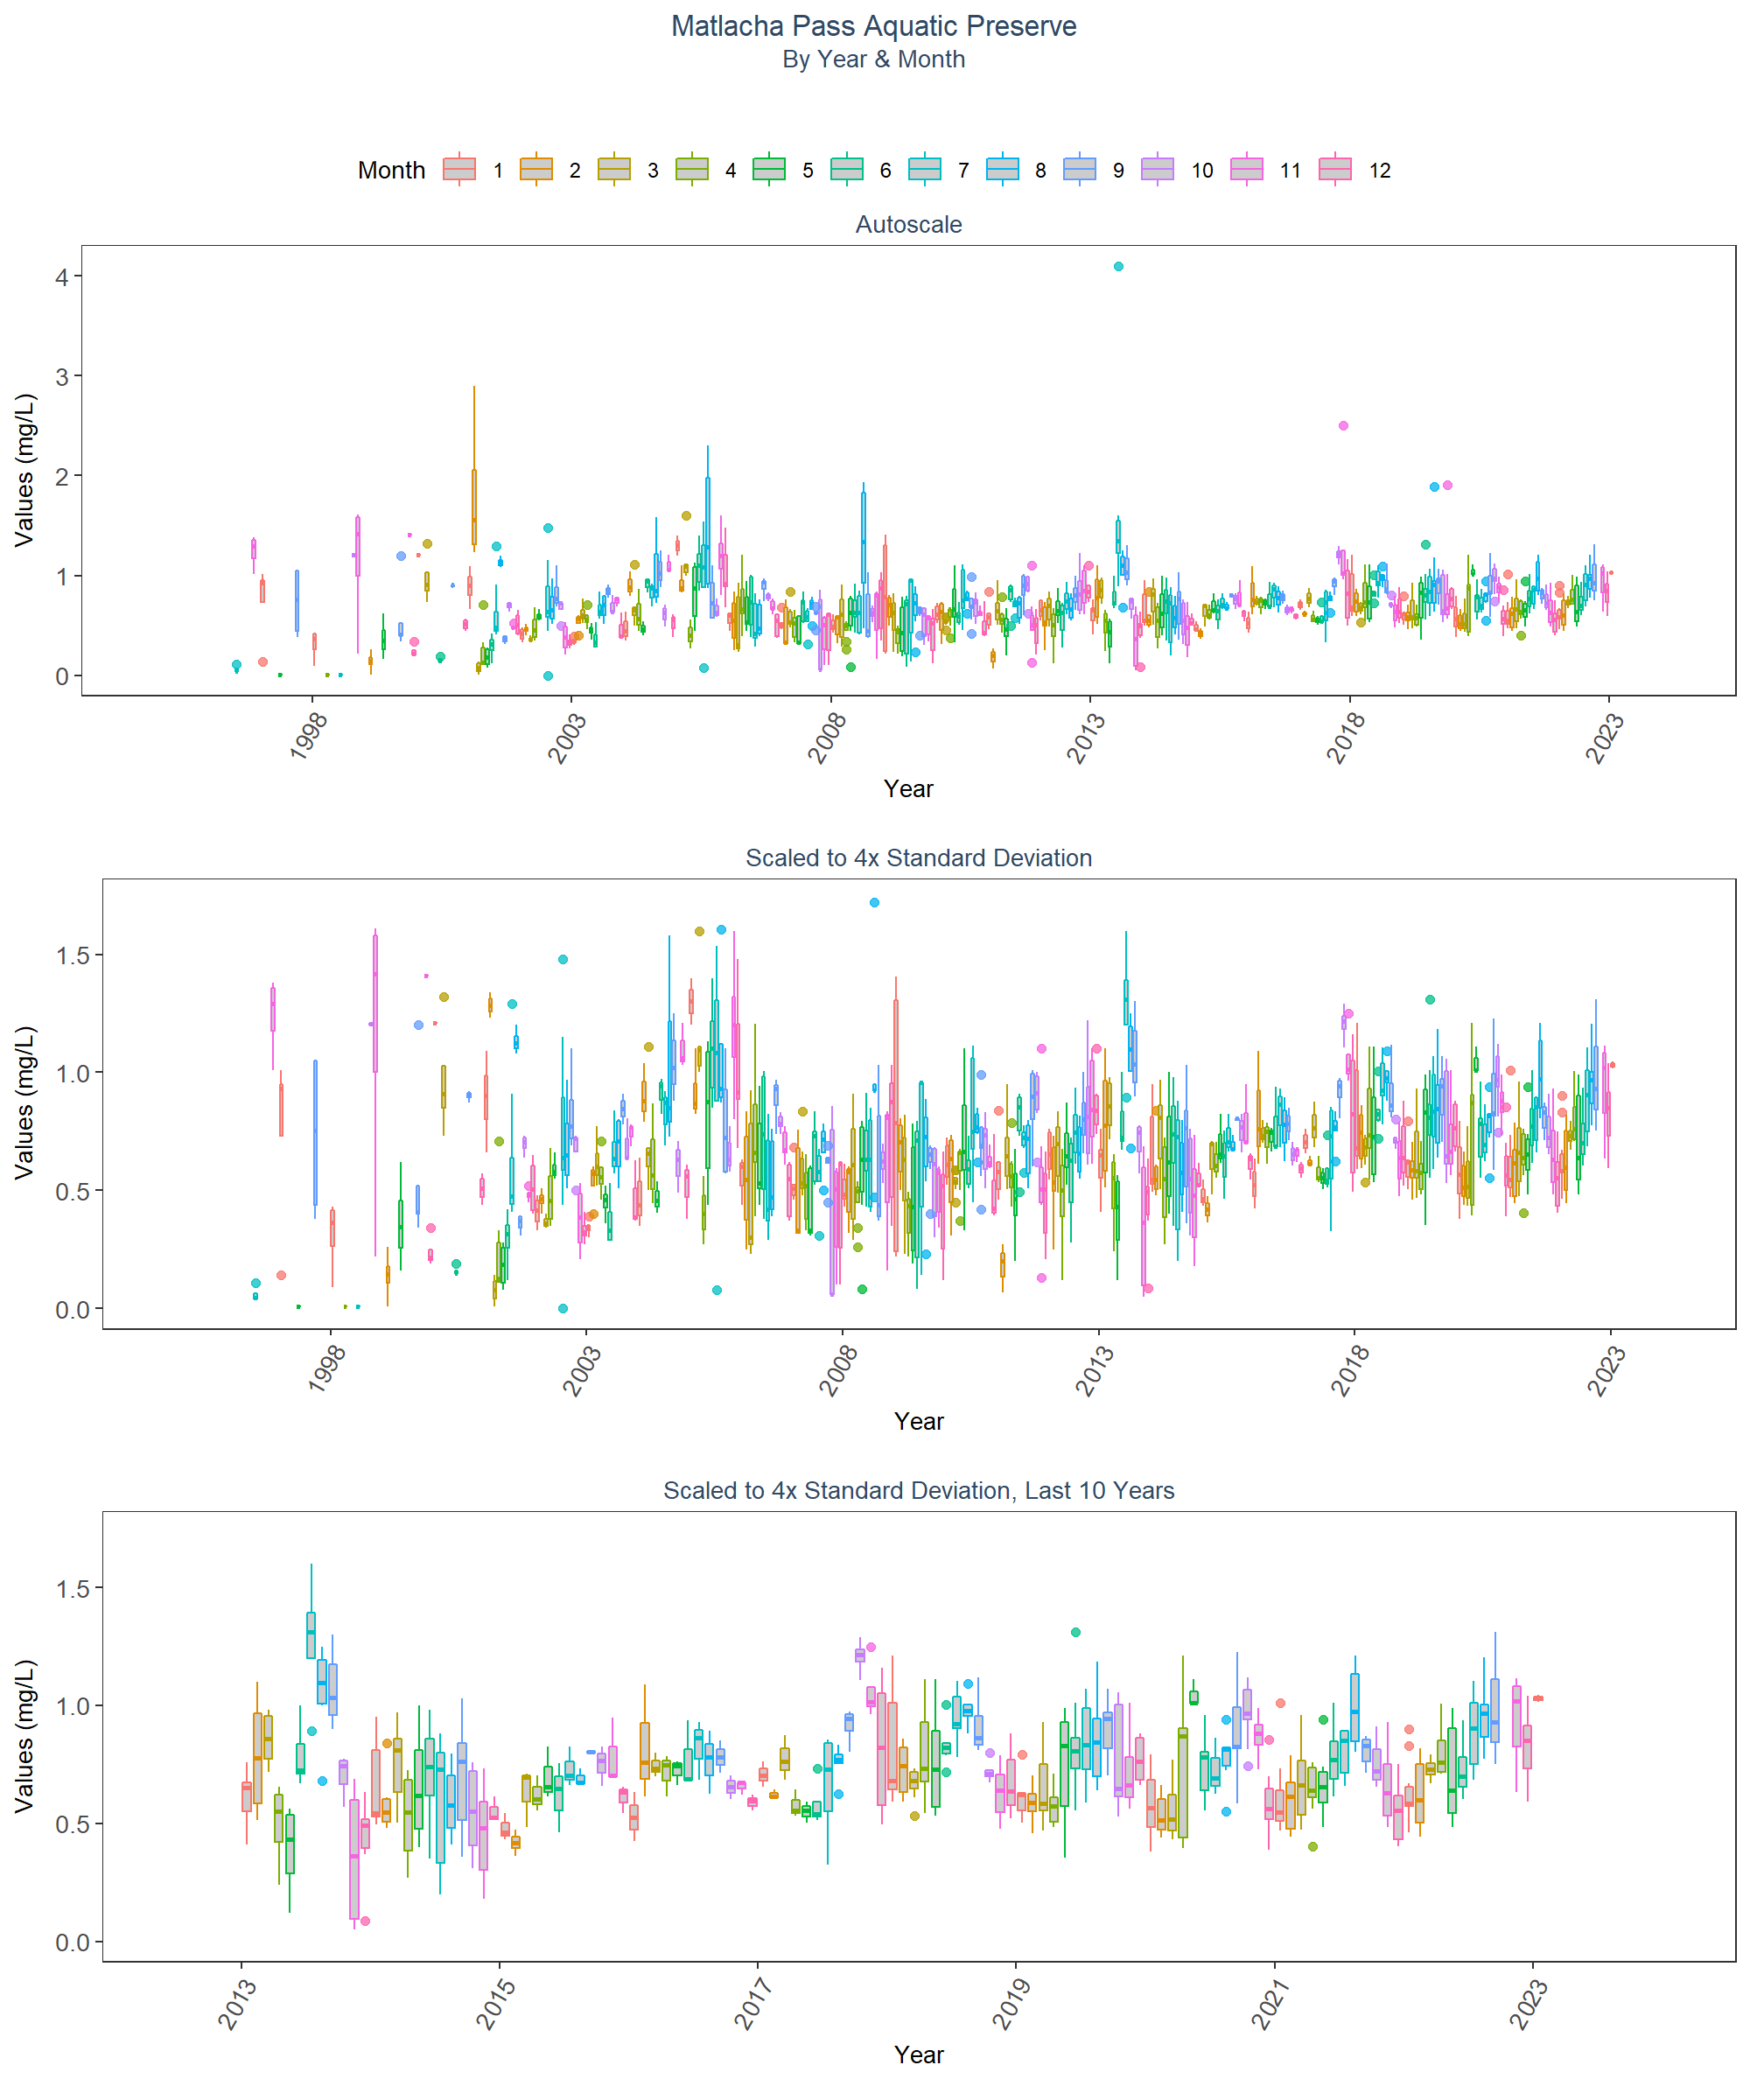 Matlacha Pass Aquatic Preserve
By Year & Month
Month 1 2 3 4 5 6 7 8 9 10 11 12
Autoscale
Values (mg/L)
4
3
2
1
0
1998 2003 2008 2013 2018 2023
Year
Scaled to 4x Standard Deviation
Values (mg/L)
1.5
1.0
0.5
0.0
1998 2003 2008 2013 2018 2023
Year
Scaled to 4x Standard Deviation, Last 10 Years
Values (mg/L)
1.5
1.0
0.5
0.0
2013 2015 2017 2019 2021 2023
Year